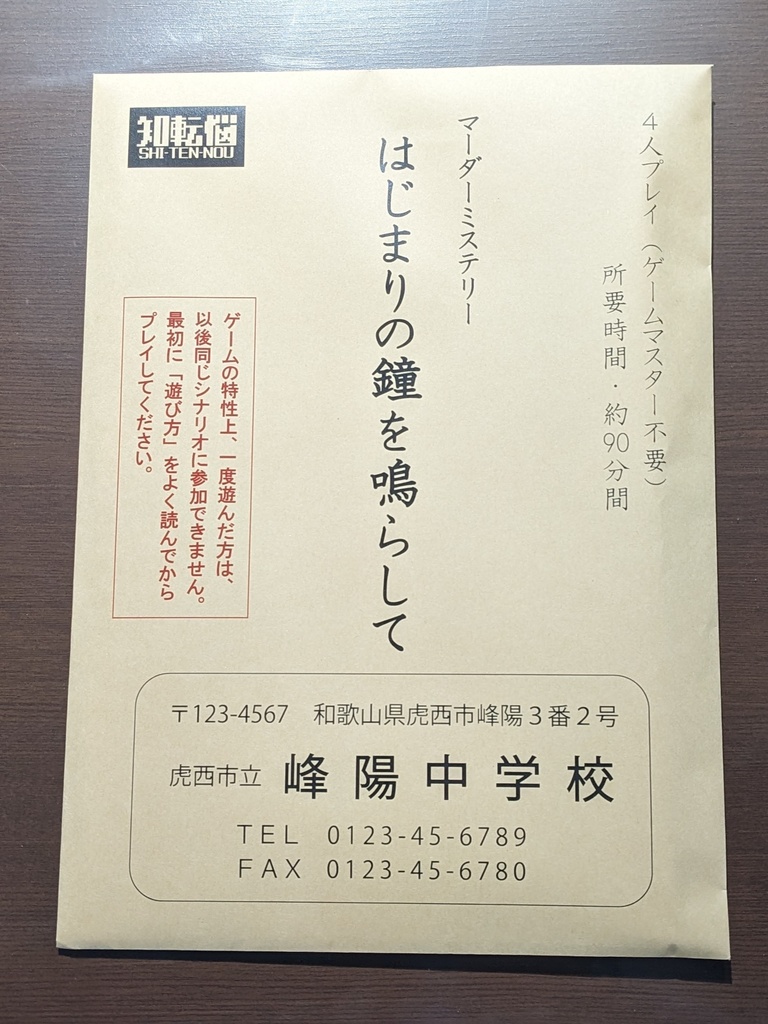 4人プレイ（ゲームマスター不要）
所要時間・約90分間
マーダーミステリー
はじまりの鐘を鳴らして
知転悩
SHI-TEN-NOU
ゲームの特性上、一度遊んだ方は、
以後同じシナリオに参加できません。
最初に「遊び方」をよく読んでから
プレイしてください。
〒123-4567 和歌山県虎西市峰陽３番２号
虎西市立 峰陽中学校
TEL 0123-45-6789
FAX 0123-45-6780